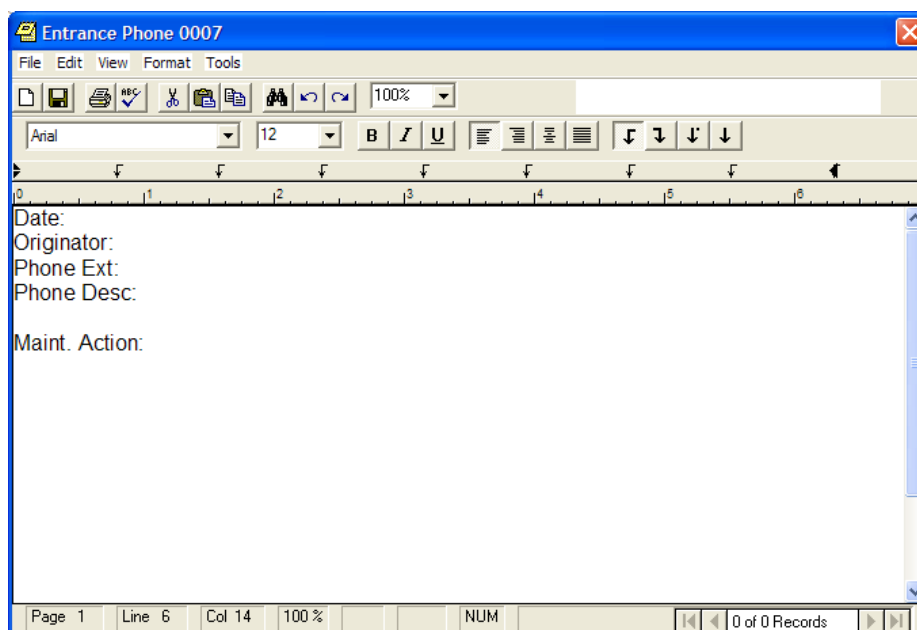 Entrance Phone 0007
File Edit View Format Tools
ABC 100%
Arial 12 B I U
0 1 2 3 4 5 6
Date:
Originator:
Phone Ext:
Phone Desc:
Maint. Action:
Page 1 Line 6 Col 14 100 % NUM 0 of 0 Records